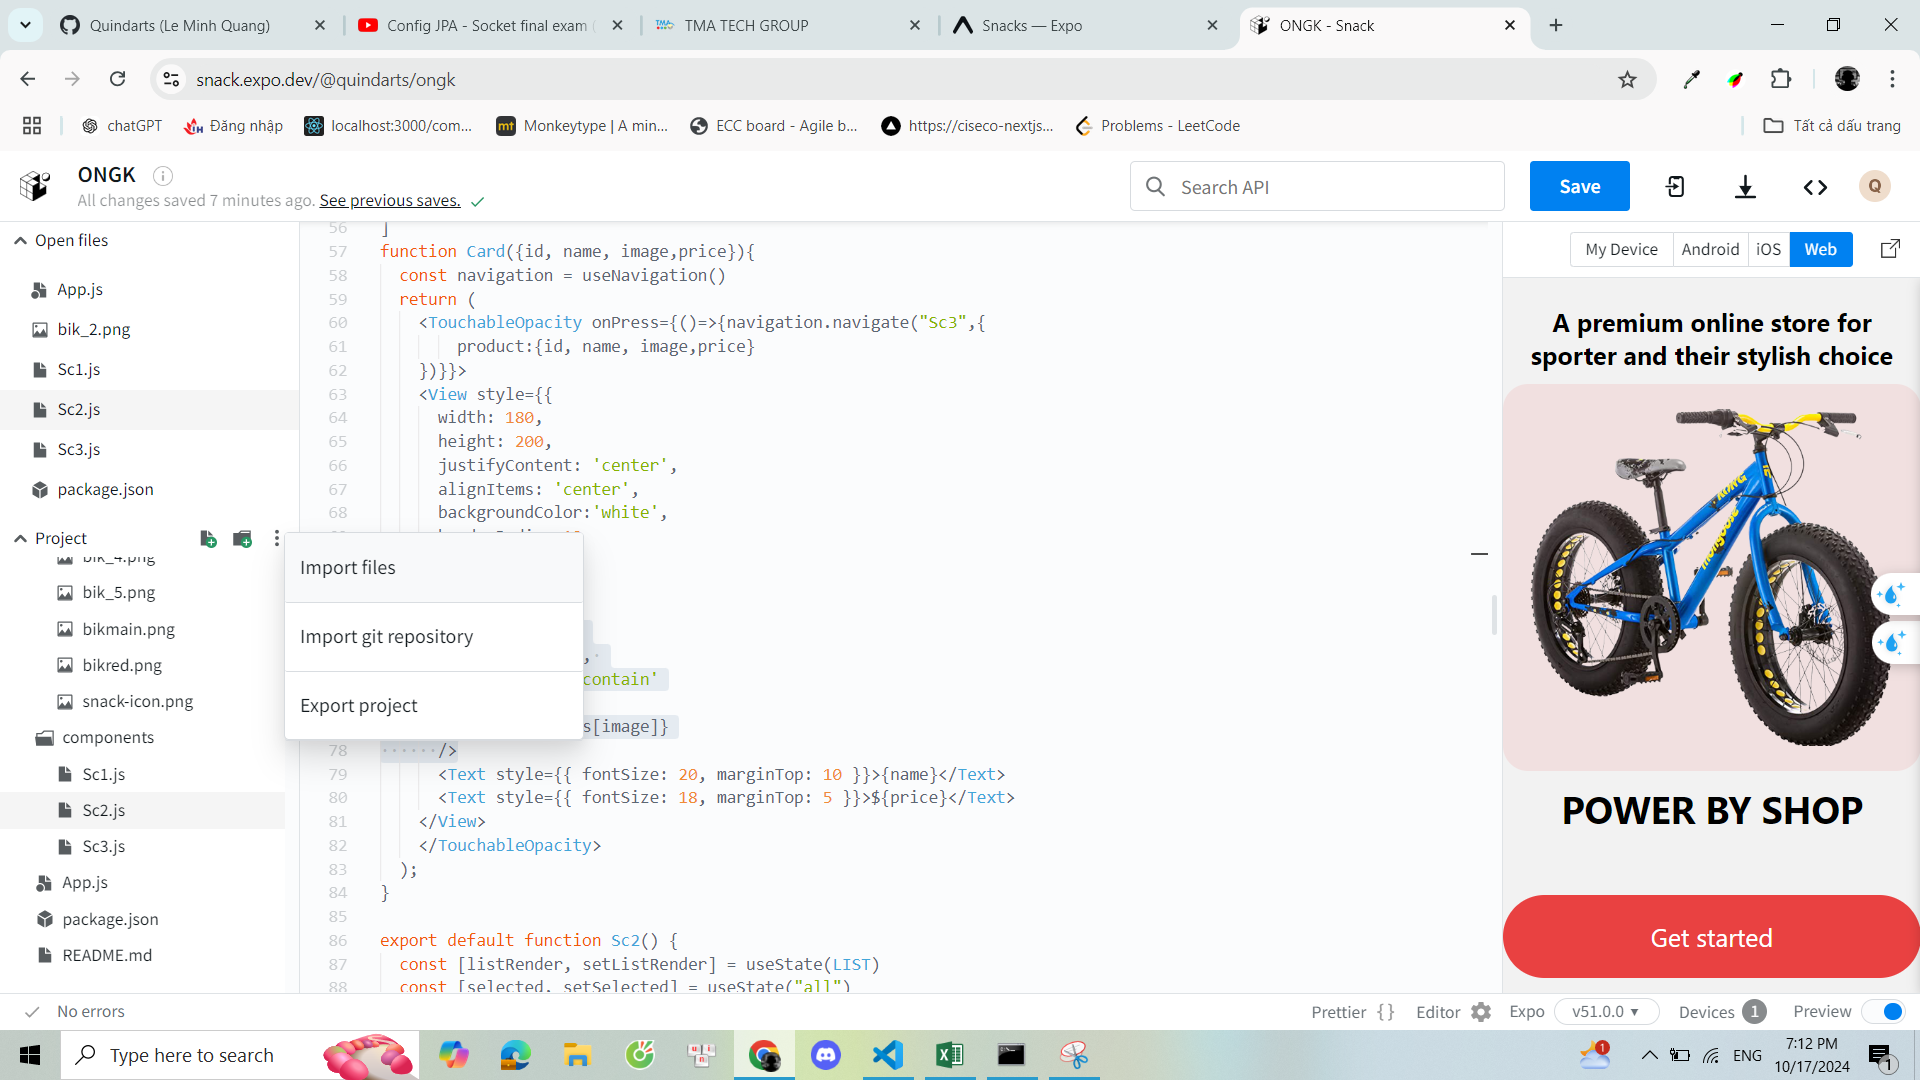 Quindarts (Le Minh Quang)
Config JPA - Socket final exam (
TMA TECH GROUP
Snacks — Expo
ONGK - Snack
snack.expo.dev/@quindarts/ongk
chatGPT
Đăng nhập
localhost:3000/com...
Monkeytype | A min...
ECC board - Agile b...
https://ciseco-nextjs...
Problems - LeetCode
Tất cả dấu trang
ONGK
All changes saved 7 minutes ago. See previous saves.
Search API
Save
Q
Open files
App.js
bik_2.png
Sc1.js
Sc2.js
Sc3.js
package.json
Project
bik_4.png
bik_5.png
bikmain.png
bikred.png
snack-icon.png
components
Sc1.js
Sc2.js
Sc3.js
App.js
package.json
README.md
Import files
Import git repository
Export project
56 ]
57 function Card({id, name, image,price}){
58 const navigation = useNavigation()
59 return (
60 <TouchableOpacity onPress={()=>{navigation.navigate("Sc3",{
61 product:{id, name, image,price}
62 })}}>
63 <View style={{
64 width: 180,
65 height: 200,
66 justifyContent: 'center',
67 alignItems: 'center',
68 backgroundColor:'white',
,
contain'
s[image]}
78 />
79 <Text style={{ fontSize: 20, marginTop: 10 }}>{name}</Text>
80 <Text style={{ fontSize: 18, marginTop: 5 }}>${price}</Text>
81 </View>
82 </TouchableOpacity>
83 );
84 }
85
86 export default function Sc2() {
87 const [listRender, setListRender] = useState(LIST)
88 const [selected, setSelected] = useState("all")
My Device
Android
iOS
Web
A premium online store for
sporter and their stylish choice
POWER BY SHOP
Get started
No errors
Prettier {}
Editor
Expo
v51.0.0 ▾
Devices 1
Preview
Type here to search
1
ENG
7:12 PM
10/17/2024
1